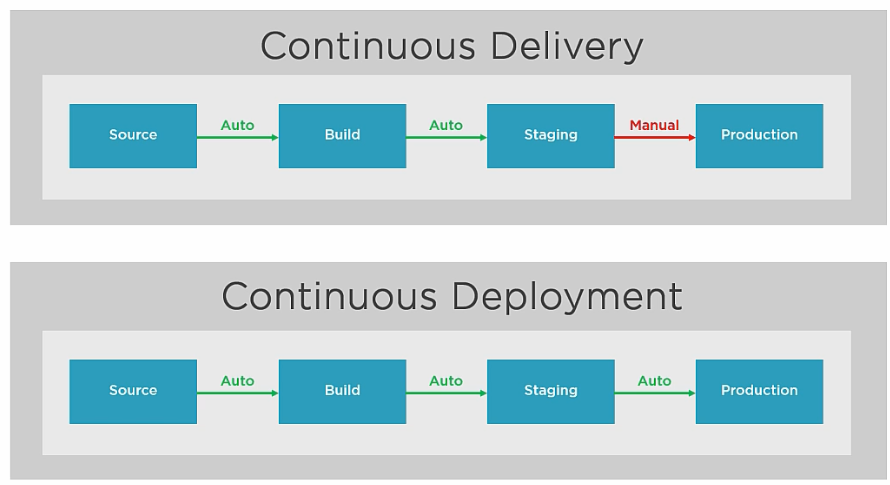 Continuous Delivery
Source Auto Build Auto Staging Manual Production
Continuous Deployment
Source Auto Build Auto Staging Auto Production